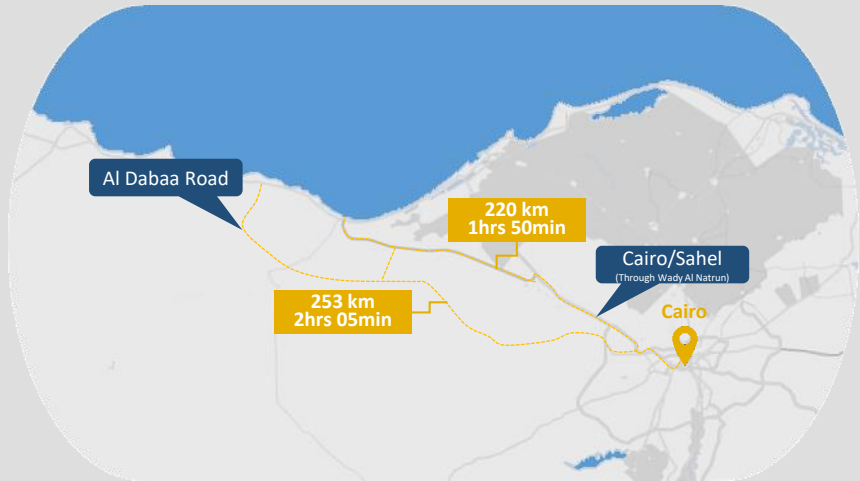 Al Dabaa Road
220 km
1hrs 50min
Cairo/Sahel
(Through Wady Al Natrun)
253 km
2hrs 05min
Cairo